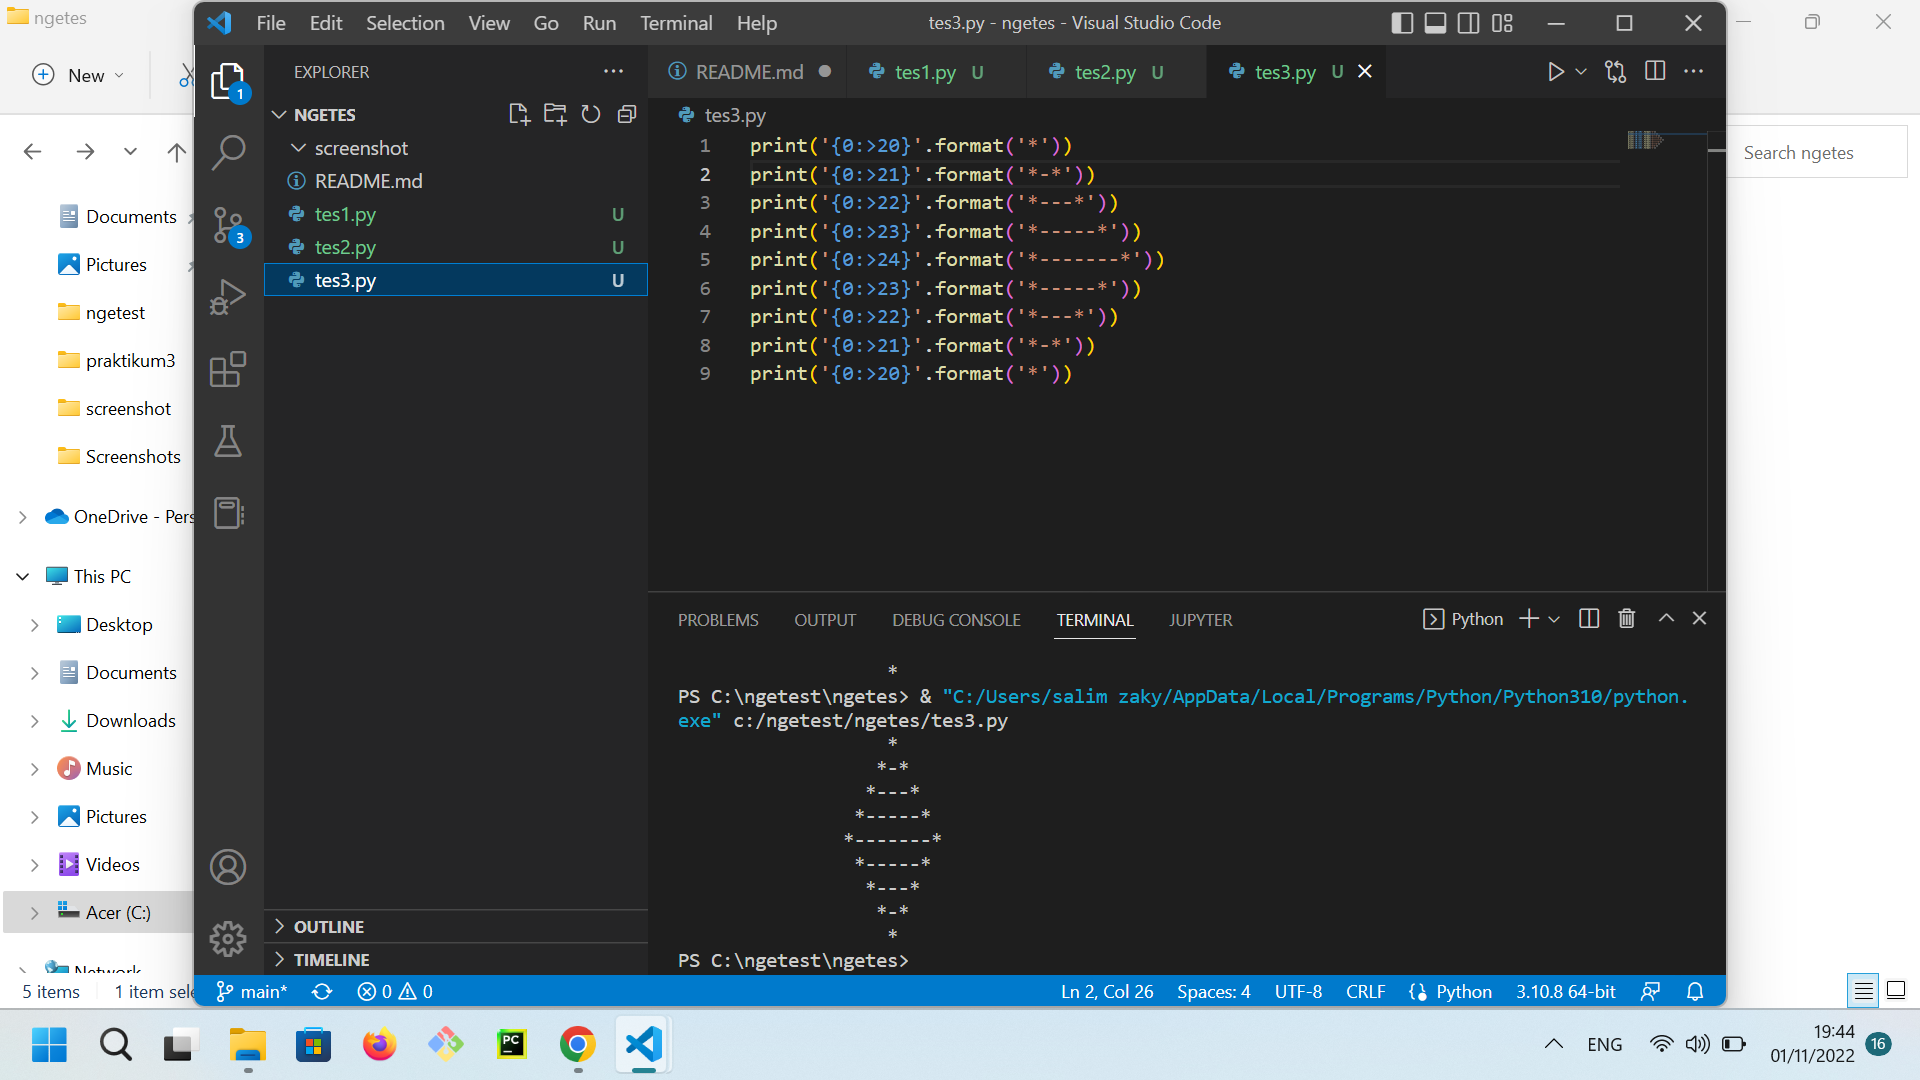 ngetes
New
Documents
Pictures
ngetest
praktikum3
screenshot
Screenshots
OneDrive - Pers
This PC
Desktop
Documents
Downloads
Music
Pictures
Videos
Acer (C:)
Network
5 items
1 item sele
Search ngetes
File Edit Selection View Go Run Terminal Help
tes3.py - ngetes - Visual Studio Code
1
3
EXPLORER
NGETES
screenshot
README.md
tes1.py U
tes2.py U
tes3.py U
OUTLINE
TIMELINE
README.md
tes1.py U
tes2.py U
tes3.py U
tes3.py
1 print('{0:>20}'.format('*'))
2 print('{0:>21}'.format('*-*'))
3 print('{0:>22}'.format('*---*'))
4 print('{0:>23}'.format('*-----*'))
5 print('{0:>24}'.format('*-------*'))
6 print('{0:>23}'.format('*-----*'))
7 print('{0:>22}'.format('*---*'))
8 print('{0:>21}'.format('*-*'))
9 print('{0:>20}'.format('*'))
PROBLEMS OUTPUT DEBUG CONSOLE TERMINAL JUPYTER
Python
*
PS C:\ngetest\ngetes> & "C:/Users/salim zaky/AppData/Local/Programs/Python/Python310/python.
exe" c:/ngetest/ngetes/tes3.py
*
*-*
*---*
*-----*
*-------*
*-----*
*---*
*-*
*
PS C:\ngetest\ngetes>
main* 0 0
Ln 2, Col 26 Spaces: 4 UTF-8 CRLF Python 3.10.8 64-bit
PC
ENG
19:44
01/11/2022
16